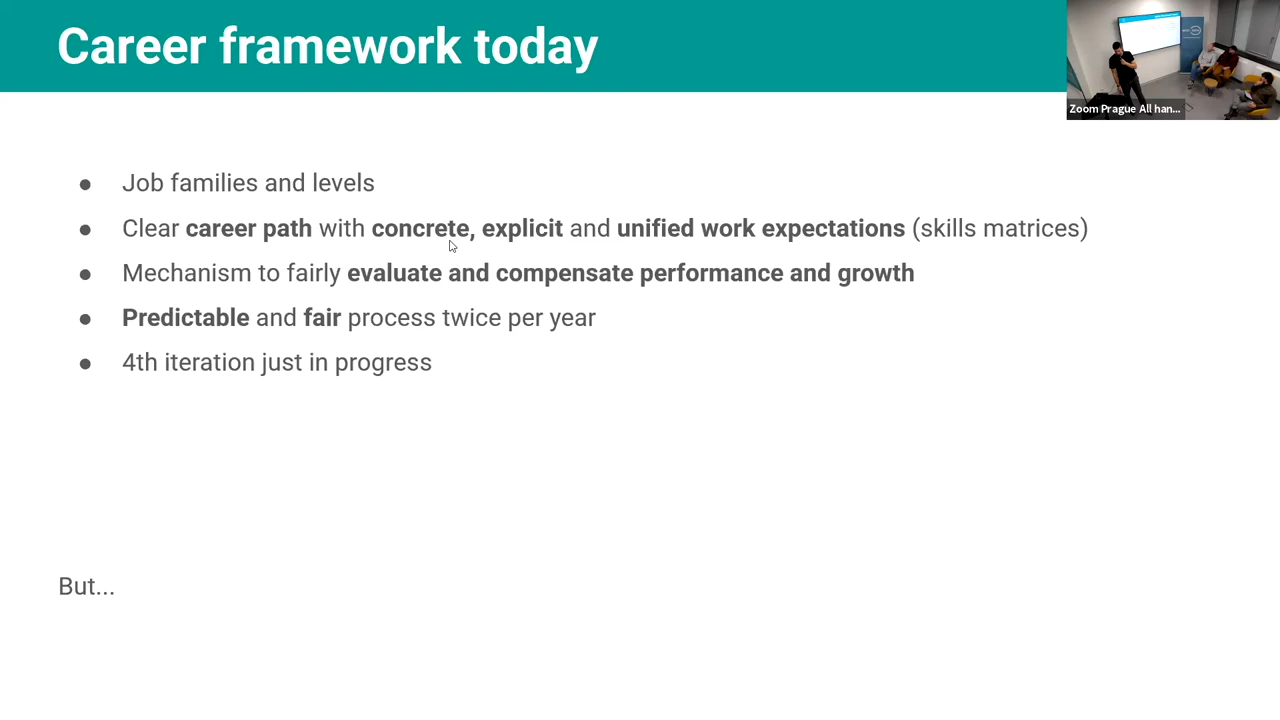 Career framework today
Zoom Prague All han...
● Job families and levels
● Clear career path with concrete, explicit and unified work expectations (skills matrices)
● Mechanism to fairly evaluate and compensate performance and growth
● Predictable and fair process twice per year
● 4th iteration just in progress
But...